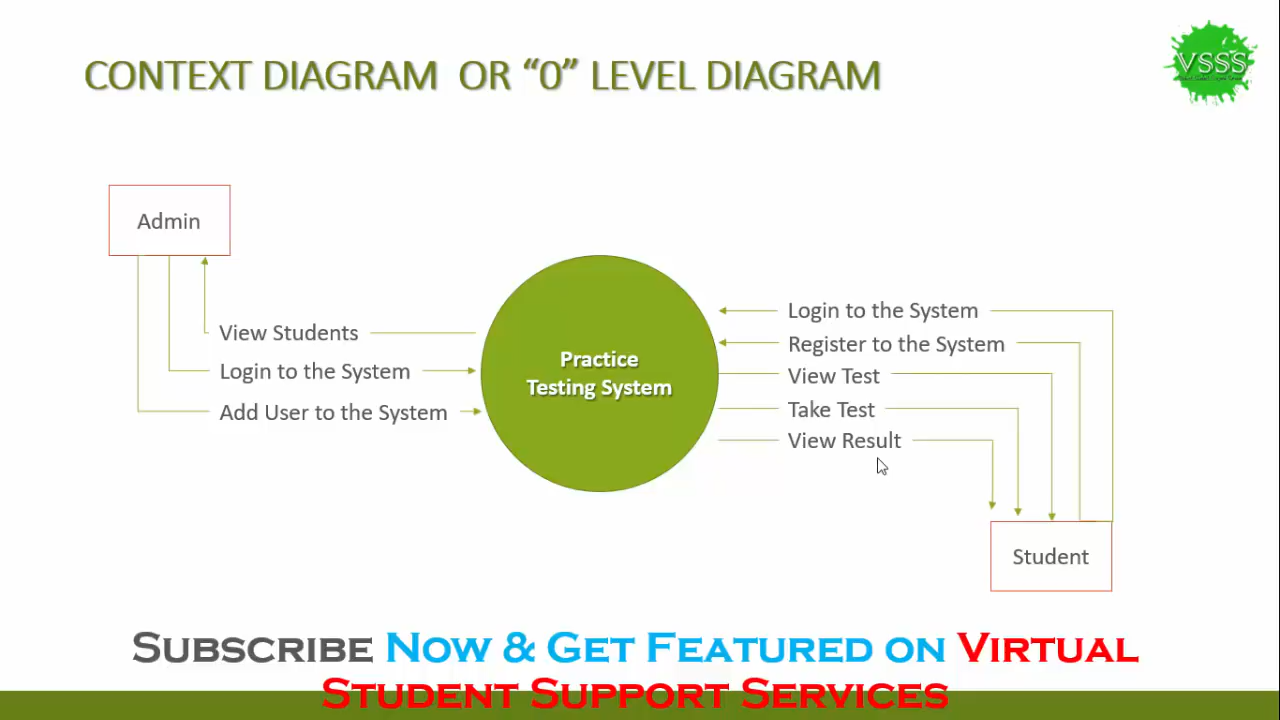 CONTEXT DIAGRAM OR “0” LEVEL DIAGRAM
VSSS
Admin
View Students
Login to the System
Add User to the System
Practice
Testing System
Login to the System
Register to the System
View Test
Take Test
View Result
Student
SUBSCRIBE NOW & GET FEATURED ON VIRTUAL
STUDENT SUPPORT SERVICES